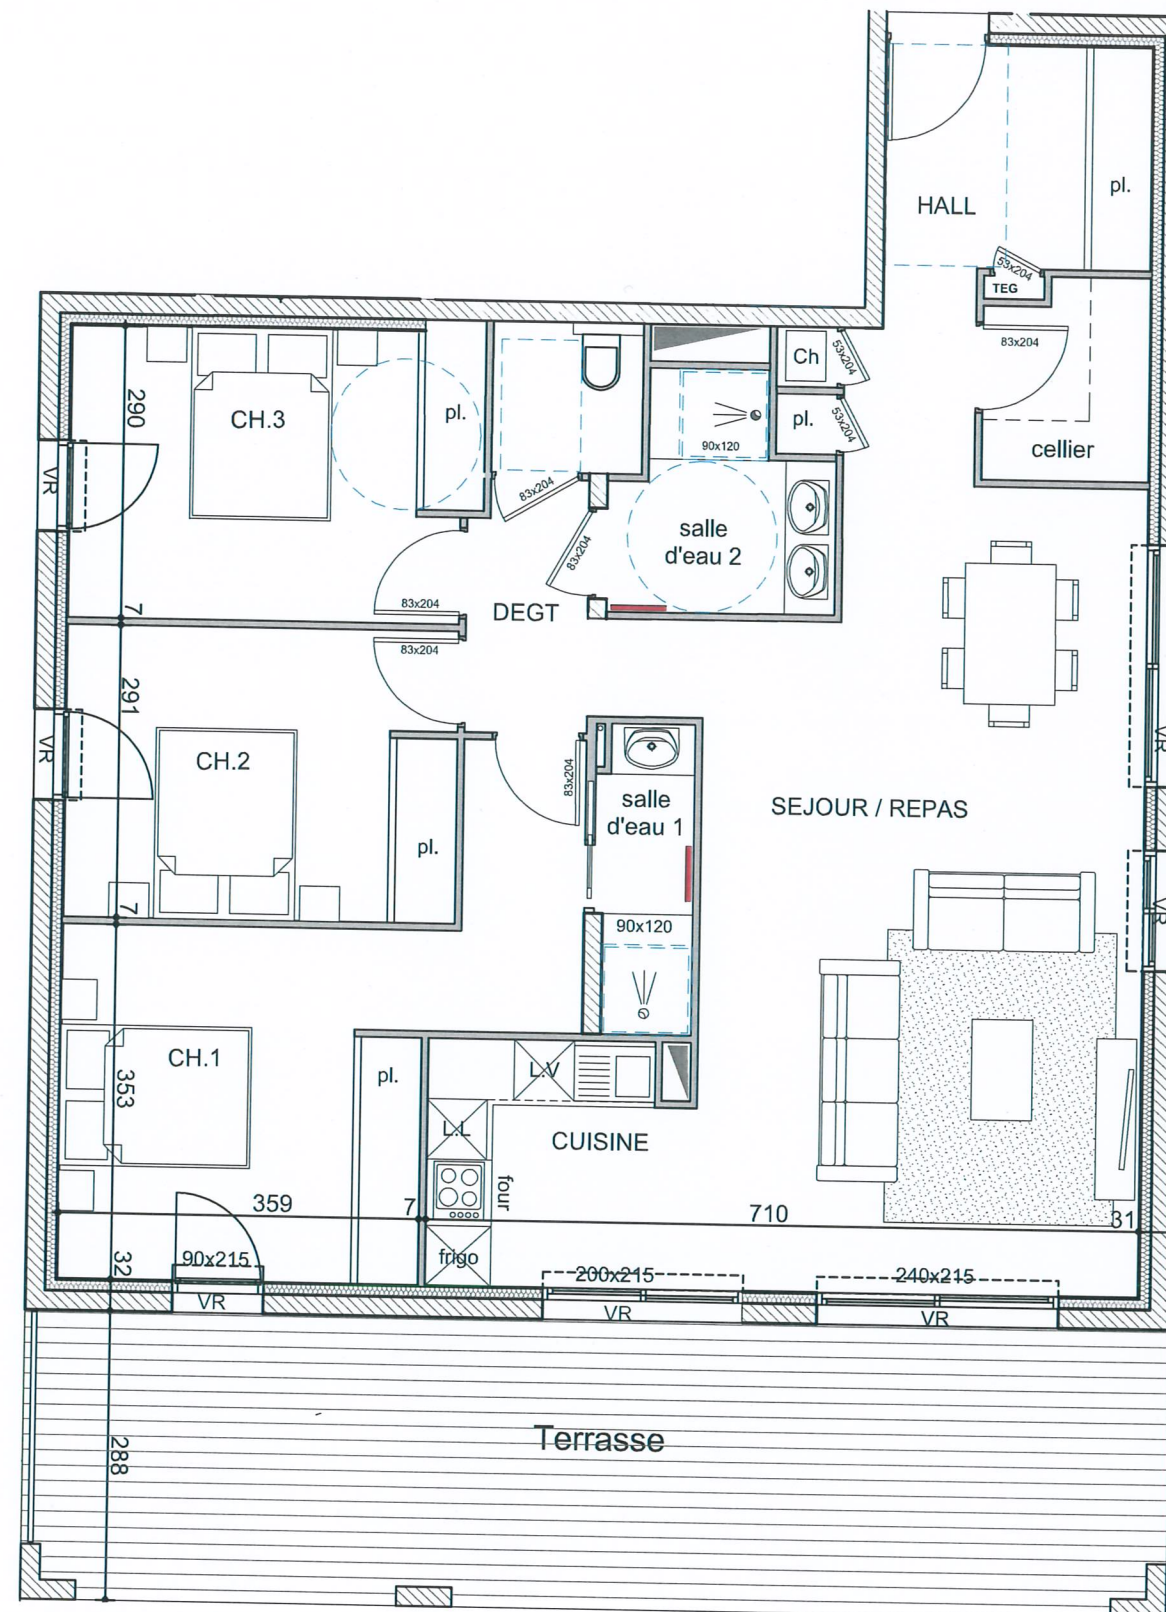 HALL
pl.
53x204
TEG
83x204
cellier
Ch
53x204
pl.
53x204
290
CH.3
pl.
VR
83x204
90x120
salle
d'eau 2
83x204
83x204
DEGT
7
83x204
291
VR
CH.2
pl.
7
83x204
salle
d'eau 1
90x120
SEJOUR / REPAS
VR
VR
CH.1
353
pl.
L.V
L.L
CUISINE
four
359
7
710
31
frigo
32
90x215
VR
200x215
VR
240x215
VR
Terrasse
288